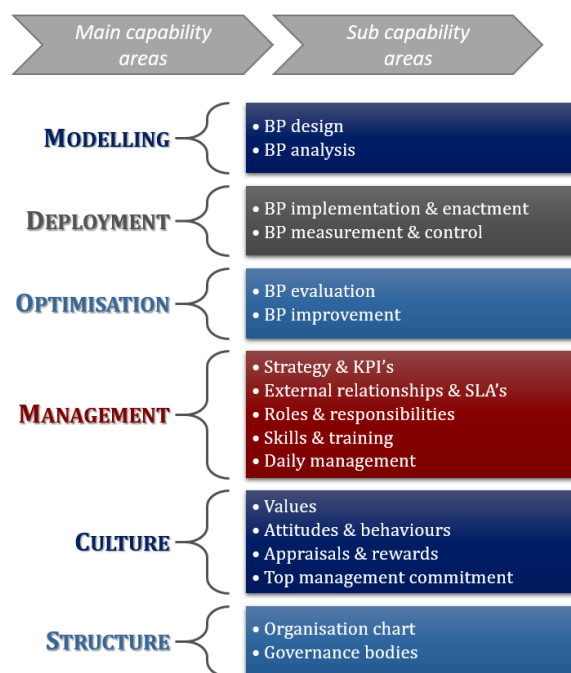 Main capability
areas
Sub capability
areas
MODELLING
• BP design
• BP analysis
DEPLOYMENT
• BP implementation & enactment
• BP measurement & control
OPTIMISATION
• BP evaluation
• BP improvement
MANAGEMENT
• Strategy & KPI's
• External relationships & SLA's
• Roles & responsibilities
• Skills & training
• Daily management
CULTURE
• Values
• Attitudes & behaviours
• Appraisals & rewards
• Top management commitment
STRUCTURE
• Organisation chart
• Governance bodies